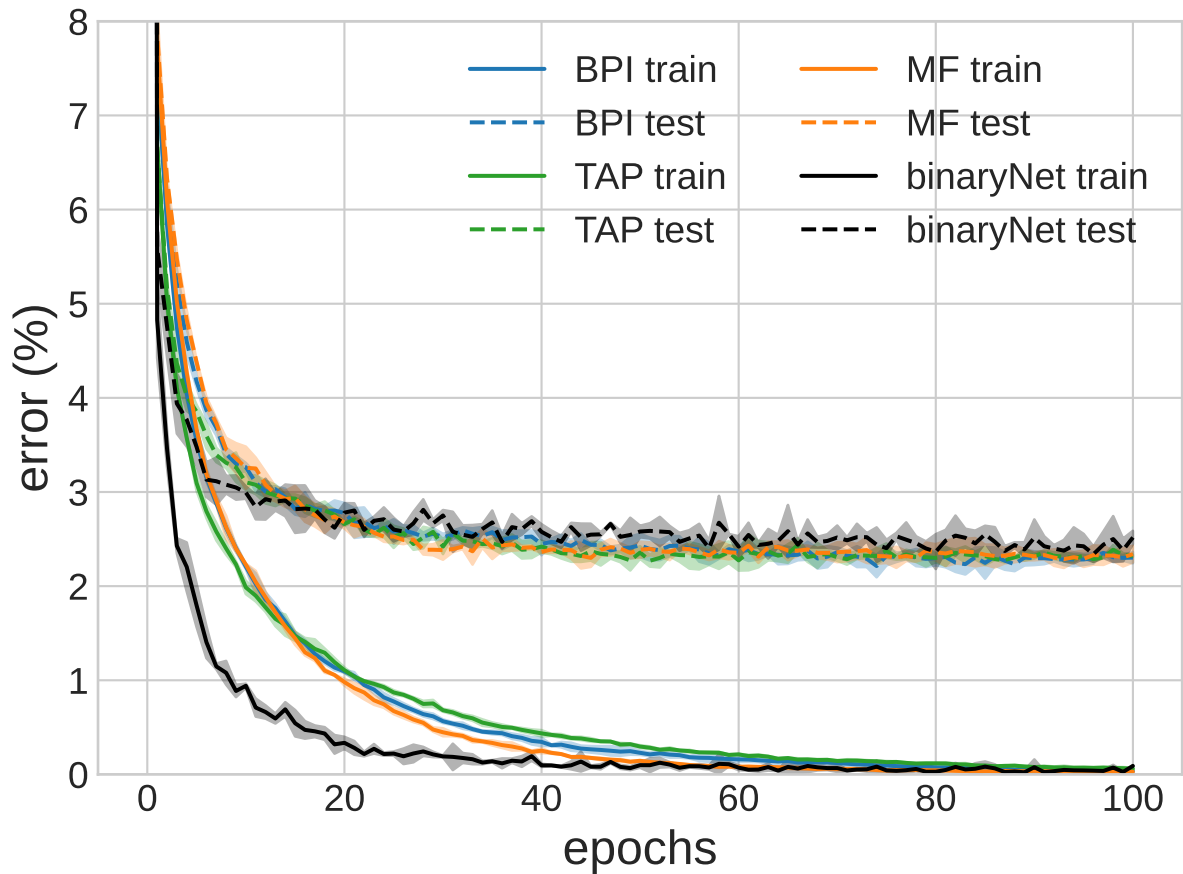 8
7
6
5
4
3
2
1
0
error (%)
BPI train
BPI test
TAP train
TAP test
MF train
MF test
binaryNet train
binaryNet test
0 20 40 60 80 100
epochs